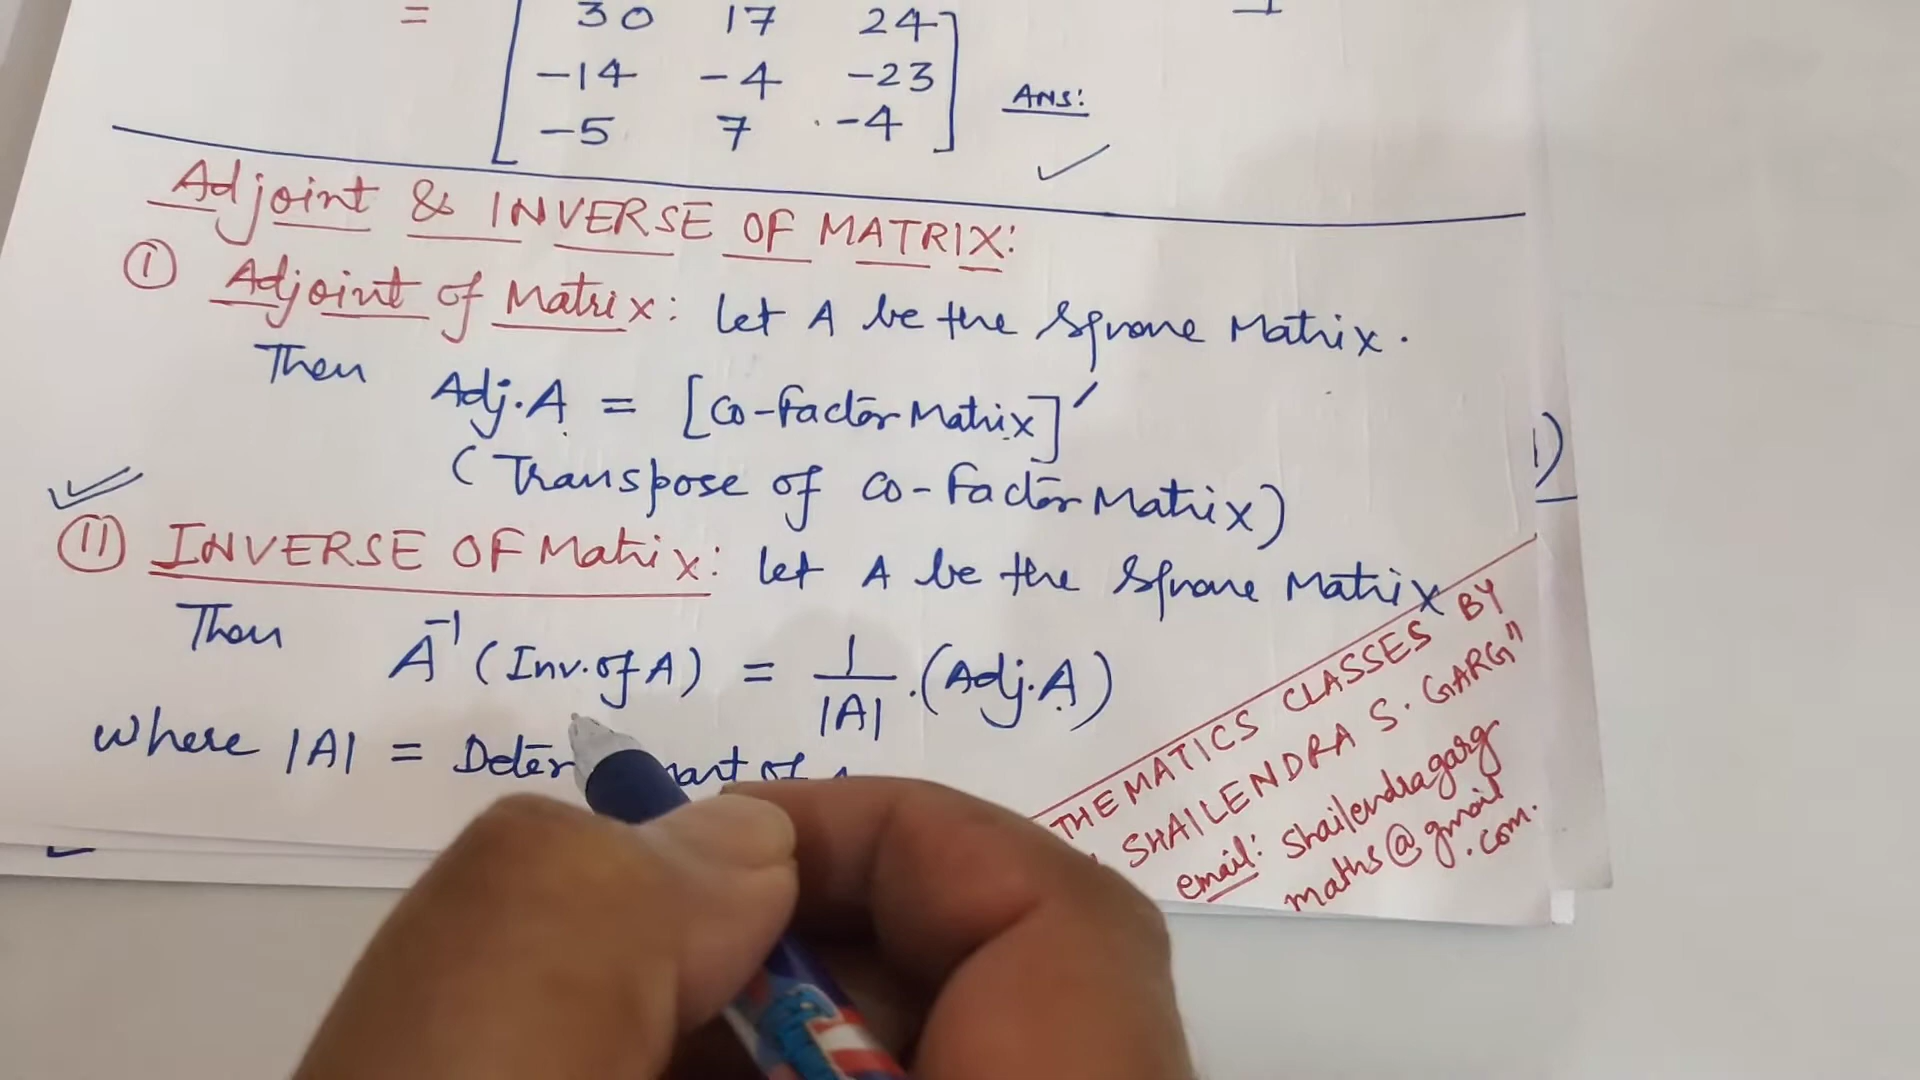 = [ 30 17 24
-14 -4 -23
-5 7 -4 ] ANS:
Adjoint & INVERSE OF MATRIX:
(I) Adjoint of Matrix: Let A be the Square Matrix.
Then Adj.A = [Co-factor Matrix]′
(Transpose of Co-factor Matrix)
(II) INVERSE OF Matrix: Let A be the Square Matrix
Then A⁻¹ (Inv. of A) = 1/|A| . (Adj.A)
Where |A| = of
1)
THEMATICS CLASSES BY
SHAILENDRA S. GARG"
email: shailendragarg
maths@gmail
.com.